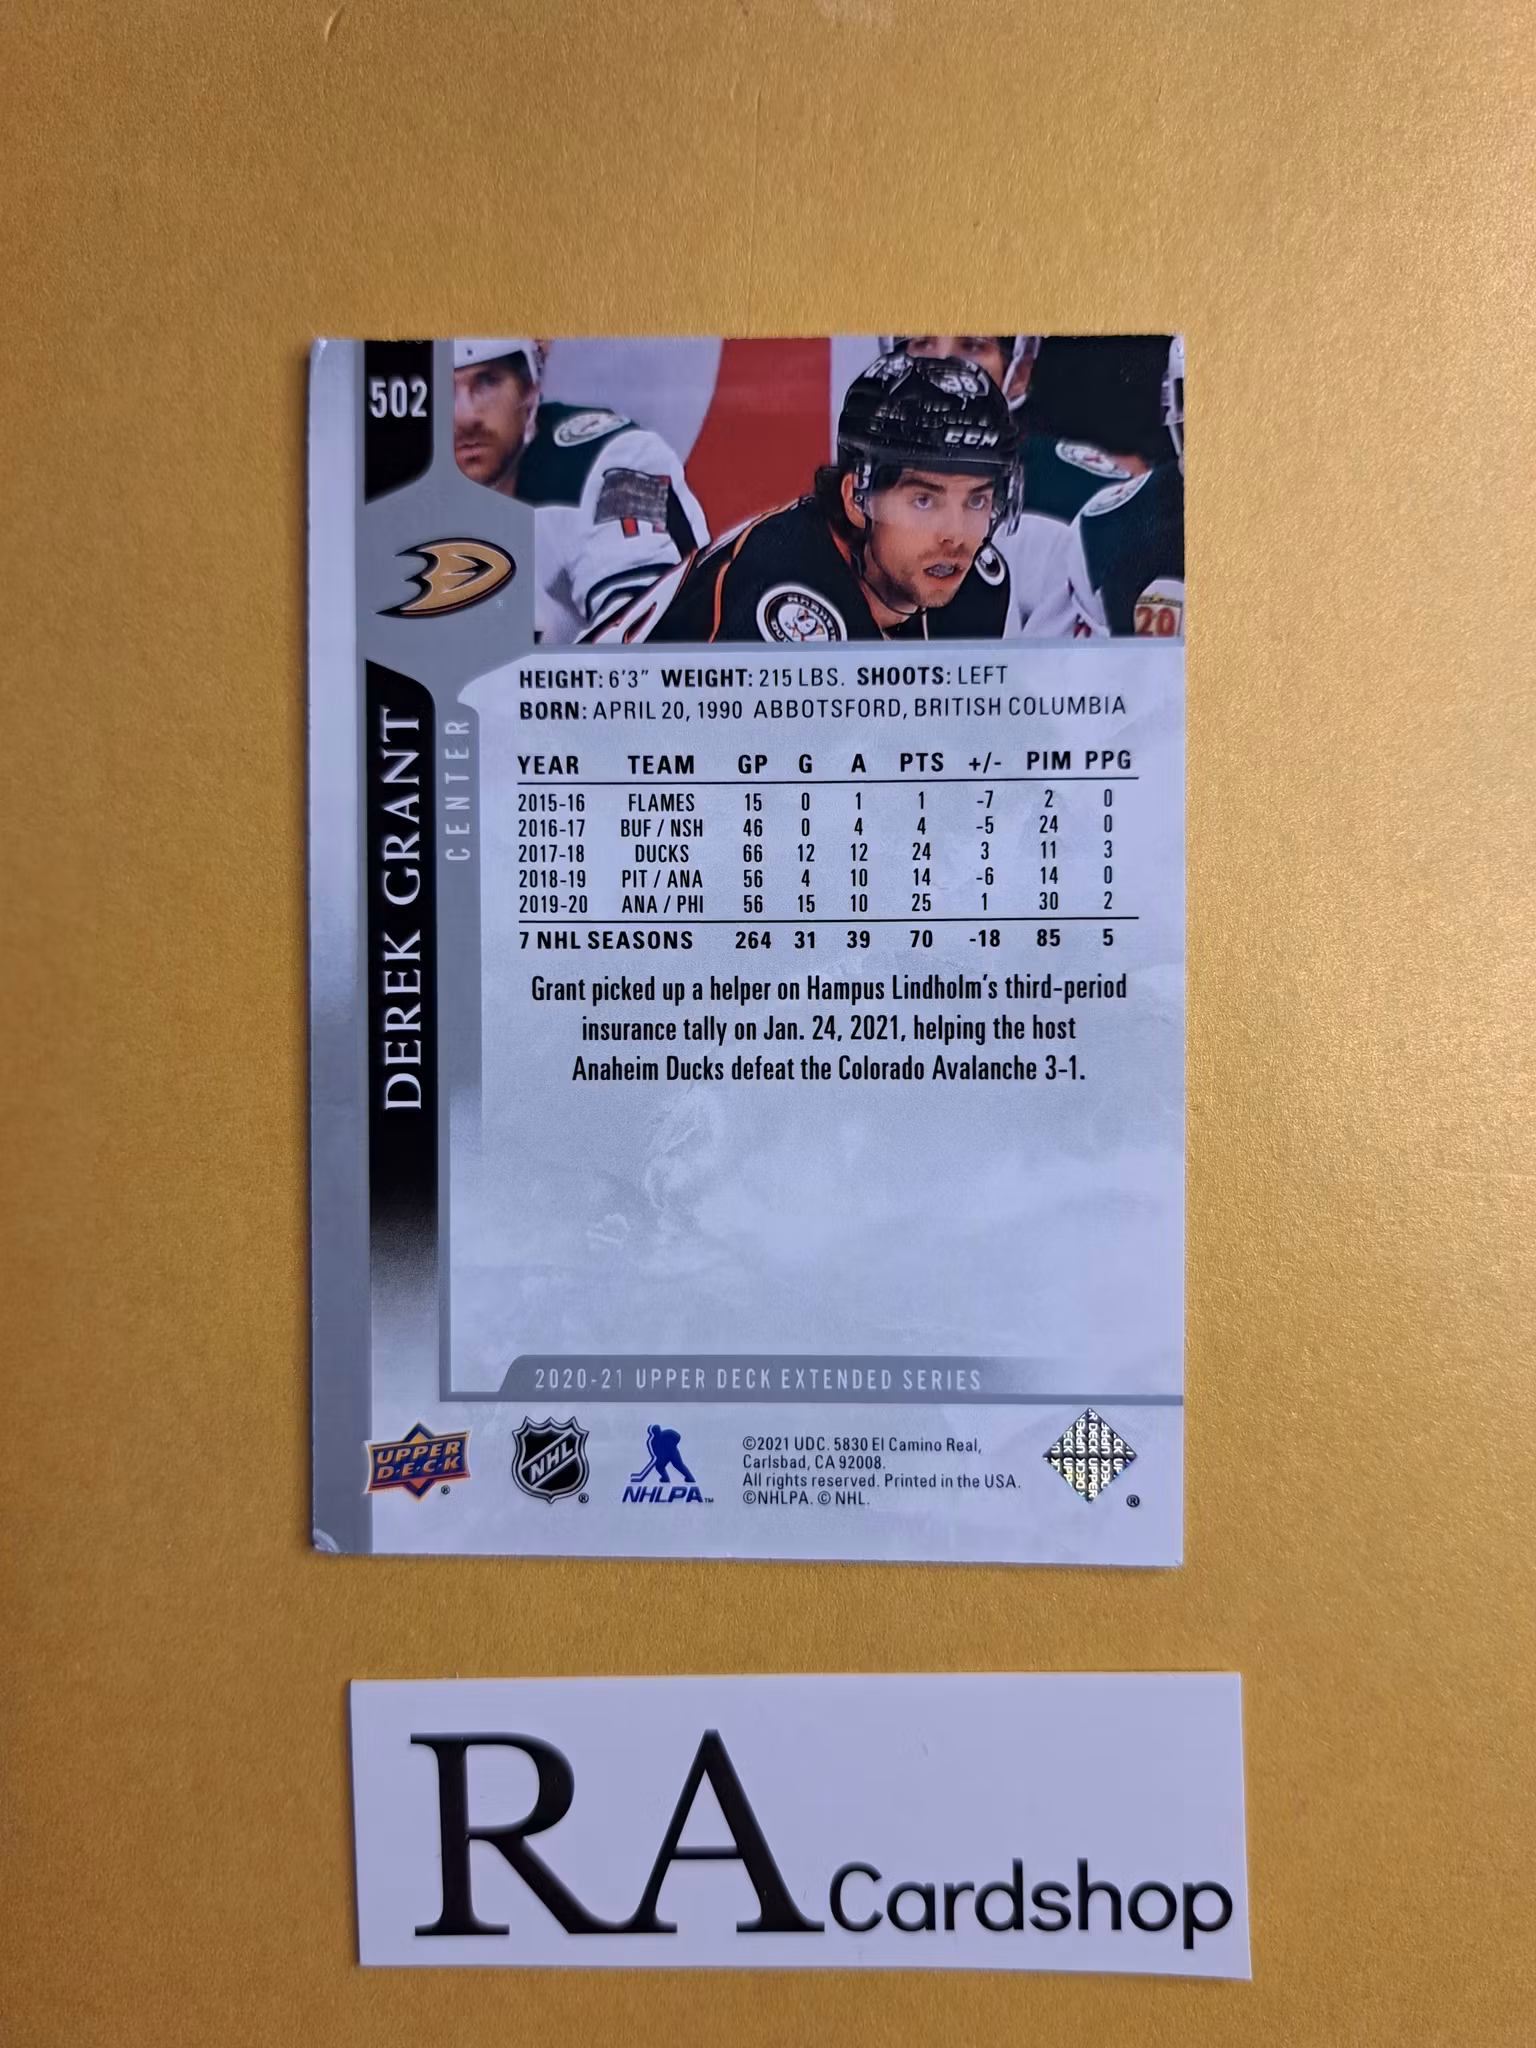 502
38
CCM
20
DEREK GRANT
CENTER
HEIGHT: 6'3" WEIGHT: 215 LBS. SHOOTS: LEFT
BORN: APRIL 20, 1990 ABBOTSFORD, BRITISH COLUMBIA
YEAR TEAM GP G A PTS +/- PIM PPG
2015-16 FLAMES 15 0 1 1 -7 2 0
2016-17 BUF / NSH 46 0 4 4 -5 24 0
2017-18 DUCKS 66 12 12 24 3 11 3
2018-19 PIT / ANA 56 4 10 14 -6 14 0
2019-20 ANA / PHI 56 15 10 25 1 30 2
7 NHL SEASONS 264 31 39 70 -18 85 5
Grant picked up a helper on Hampus Lindholm's third-period
insurance tally on Jan. 24, 2021, helping the host
Anaheim Ducks defeat the Colorado Avalanche 3-1.
2020-21 UPPER DECK EXTENDED SERIES
UPPER
D·E·C·K
®
NHL
®
NHLPA™
©2021 UDC. 5830 El Camino Real,
Carlsbad, CA 92008.
All rights reserved. Printed in the USA.
©NHLPA. © NHL.
®
RA Cardshop